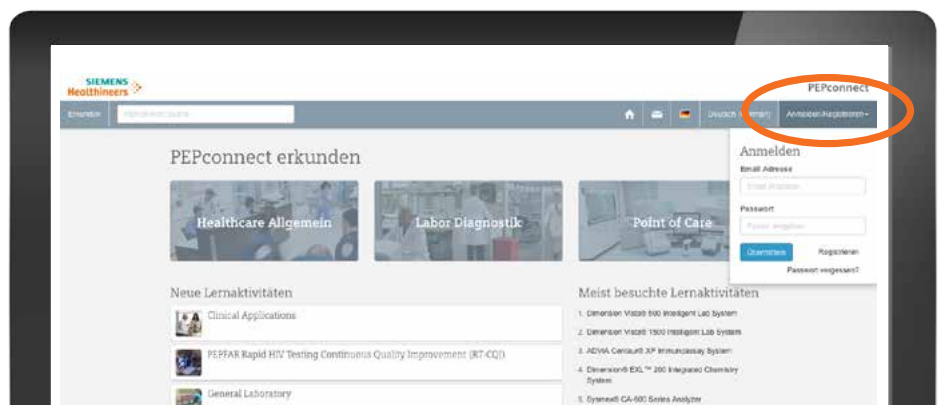 SIEMENS
Healthineers
PEPconnect
Erkunden
Deutsch
Anmelden/Registrieren
PEPconnect erkunden
Anmelden
Email Adresse
Email Adresse
Passwort
Healthcare Allgemein
Labor Diagnostik
Point of Care
Übermitteln
Registrieren
Passwort vergessen?
Neue Lernaktivitäten
Meist besuchte Lernaktivitäten
Clinical Applications
1. Dimension Vista® 500 Intelligent Lab System
2. Dimension Vista® 1500 Intelligent Lab System
PEPFAR Rapid HIV Testing Continuous Quality Improvement (RT-CQI)
3. ADVIA Centaur® XP Immunoassay System
4. Dimension® EXL™ 200 Integrated Chemistry
System
General Laboratory
5. Sysmex® CA-600 Series Analyzer